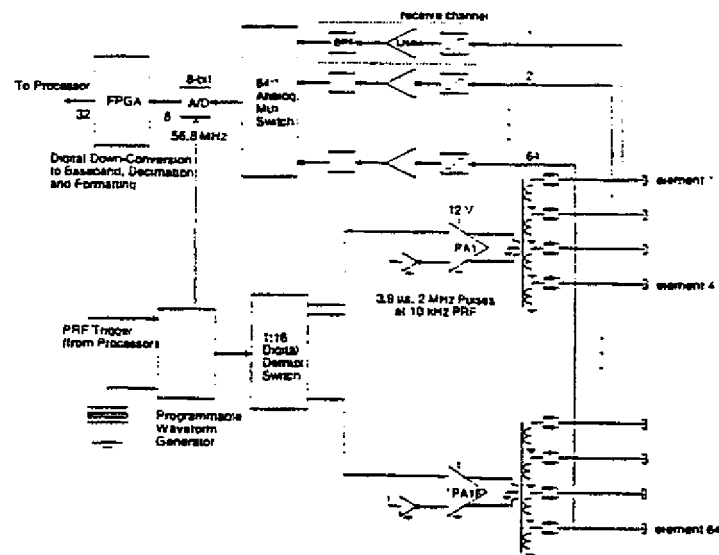 receive Channel
BPF
LNA
1
To Processor
FPGA
32
8-bit
A/D
8
56.8 MHz
64:1
Analog
Mux
Switch
2
64
Digital Down-Conversion
to Baseband, Decimation
and Formatting
element 1
12 V
PA1
element 4
3.9 µs, 2 MHz Pulses
at 10 kHz PRF
PRF Trigger
(from Processors)
1:16
Digital
Demux
Switch
Programmable
Waveform
Generator
PA16
element 64